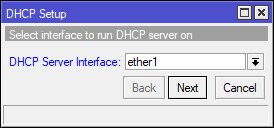 DHCP Setup
Select interface to run DHCP server on
DHCP Server Interface: ether1
Back Next Cancel